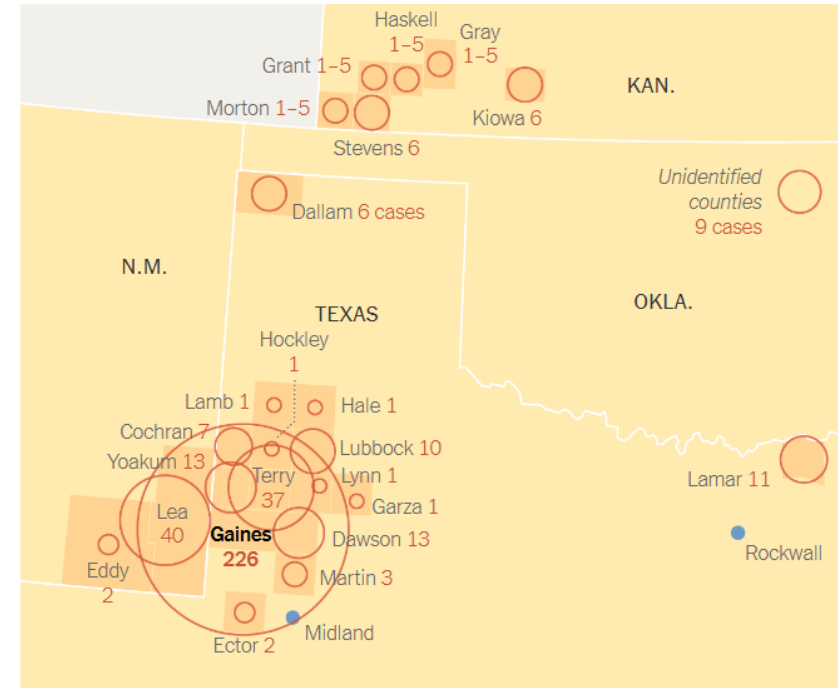 Haskell
1–5
Gray
1–5
Grant 1–5
KAN.
Morton 1–5
Kiowa 6
Stevens 6
Unidentified
counties
9 cases
Dallam 6 cases
N.M.
OKLA.
TEXAS
Hockley
1
Lamb 1
Hale 1
Cochran 7
Lubbock 10
Yoakum 13
Terry
37
Lynn 1
Lamar 11
Garza 1
Lea
40
Gaines
226
Dawson 13
Rockwall
Eddy
2
Martin 3
Midland
Ector 2